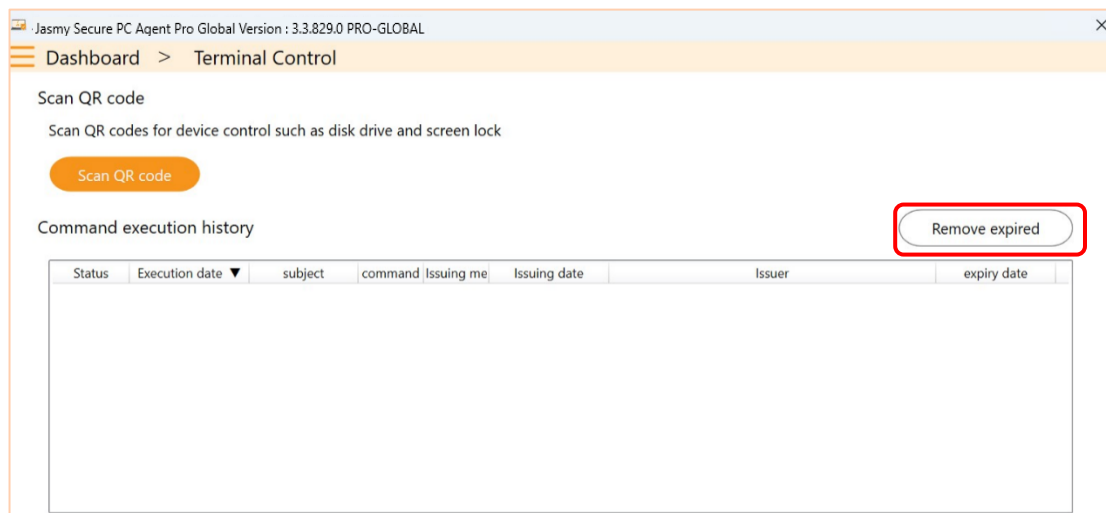 Jasmy Secure PC Agent Pro Global Version : 3.3.829.0 PRO-GLOBAL
Dashboard > Terminal Control
Scan QR code
Scan QR codes for device control such as disk drive and screen lock
Scan QR code
Command execution history
Remove expired
Status Execution date ▼ subject command Issuing me Issuing date Issuer expiry date